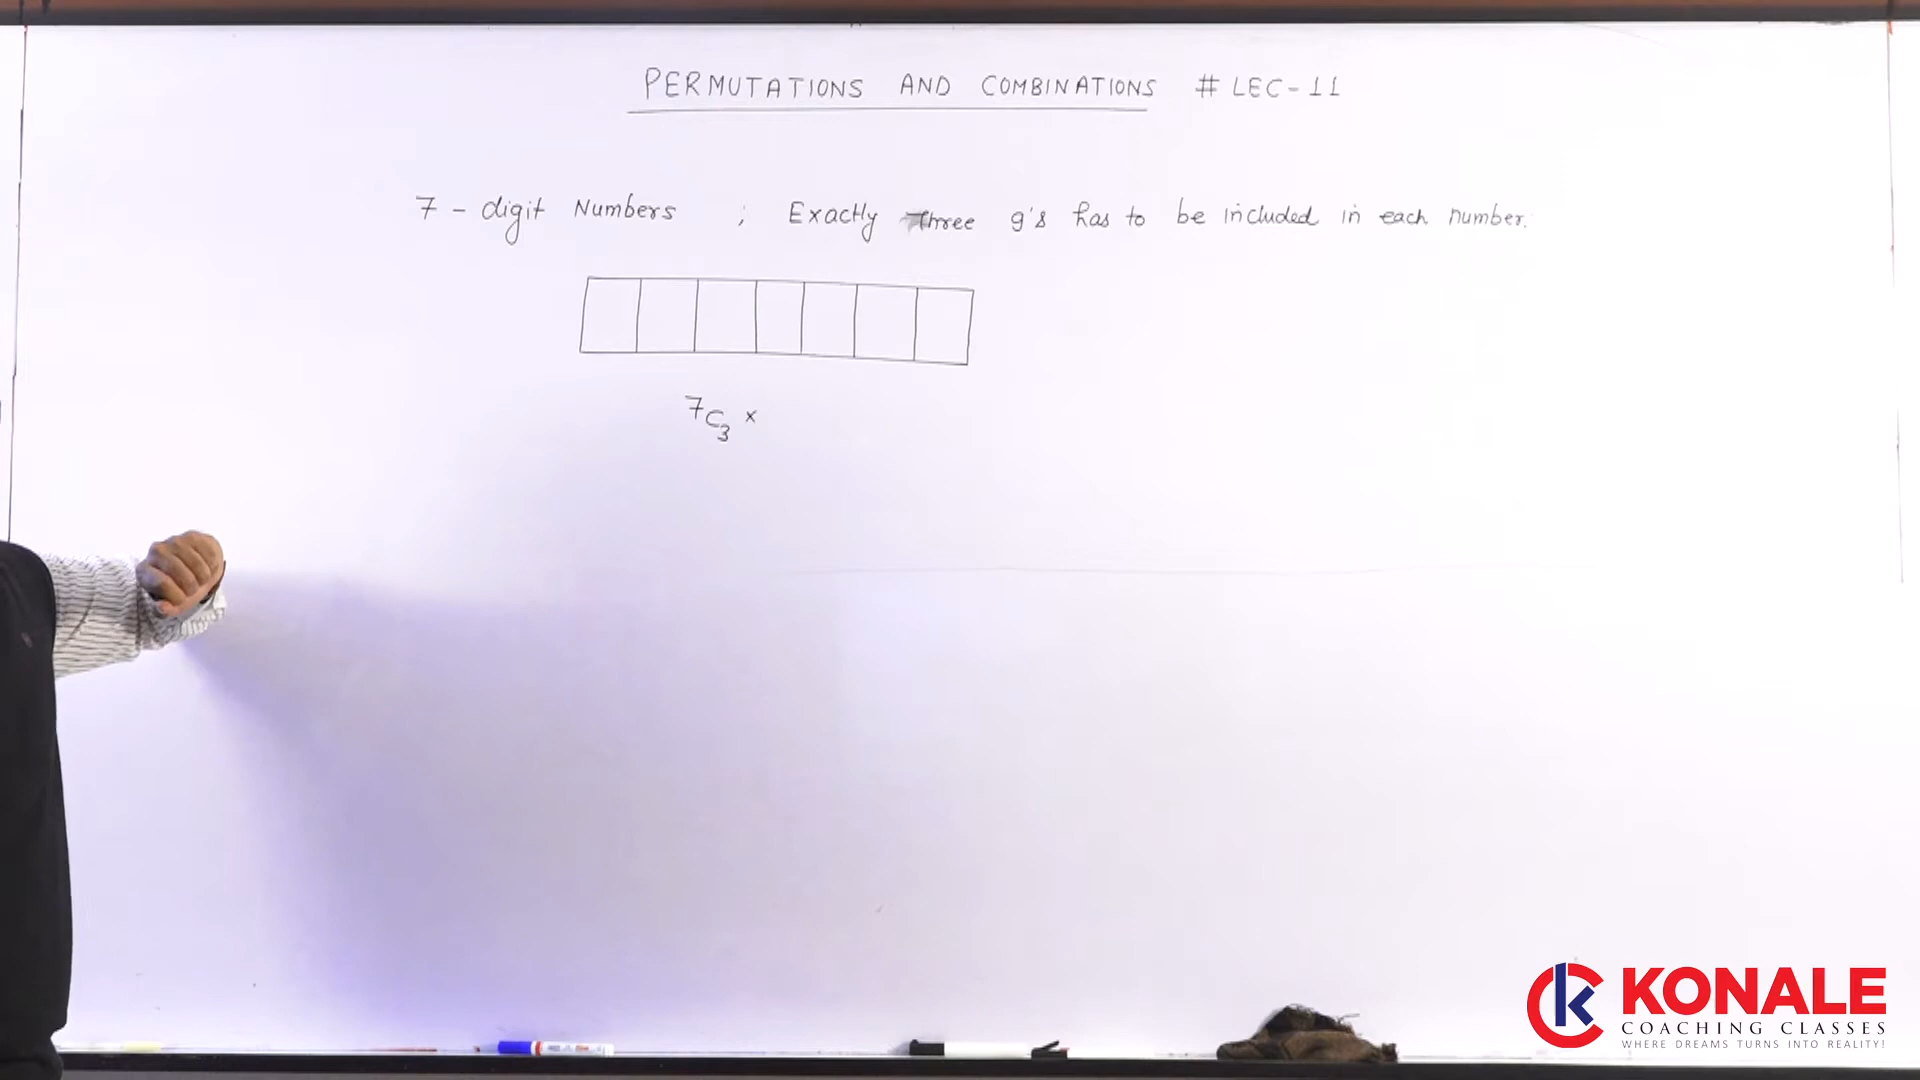 PERMUTATIONS AND COMBINATIONS # LEC-11
7 - digit Numbers ; Exactly Three 9's has to be included in each number.
⁷C₃ ×
KONALE
COACHING CLASSES
WHERE DREAMS TURNS INTO REALITY!